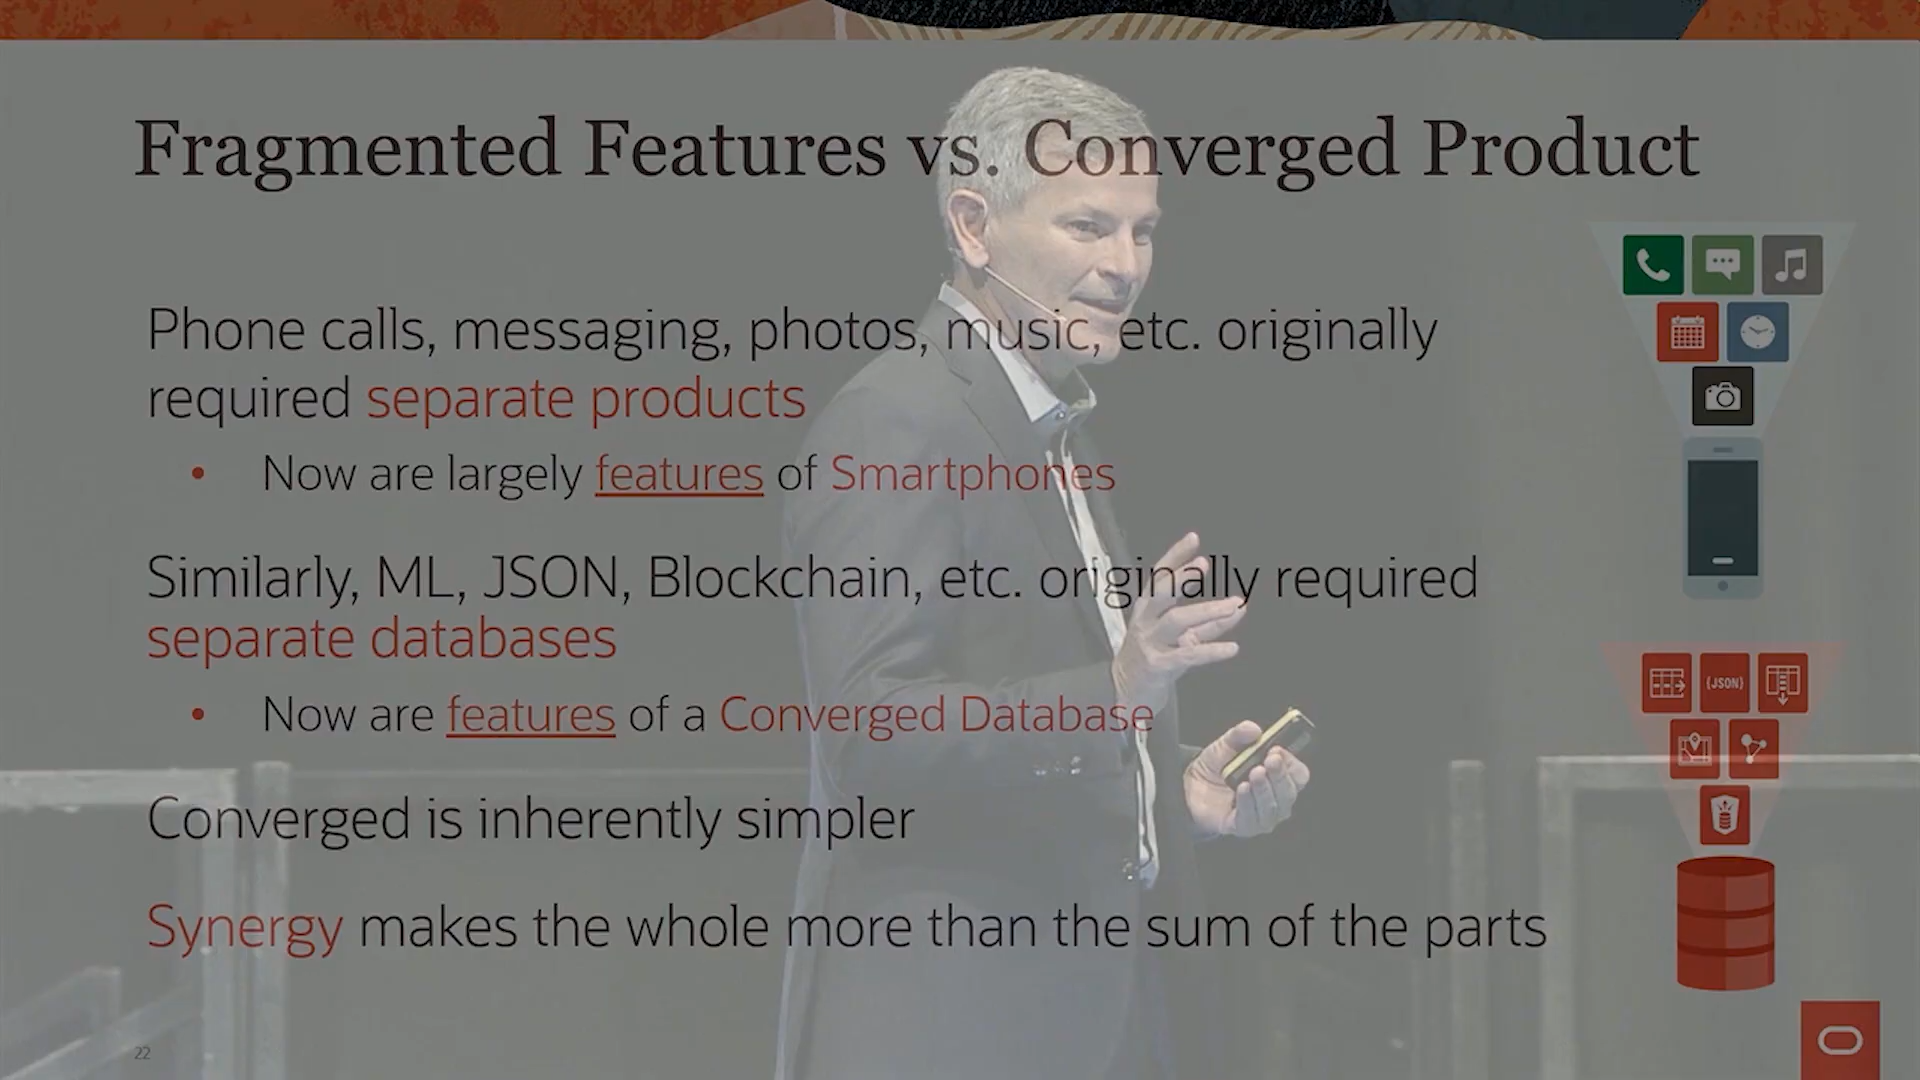 Fragmented Features vs. Converged Product
Phone calls, messaging, photos, music, etc. originally
required separate products
• Now are largely features of Smartphones
Similarly, ML, JSON, Blockchain, etc. originally required
separate databases
• Now are features of a Converged Database
Converged is inherently simpler
Synergy makes the whole more than the sum of the parts
{JSON}
22